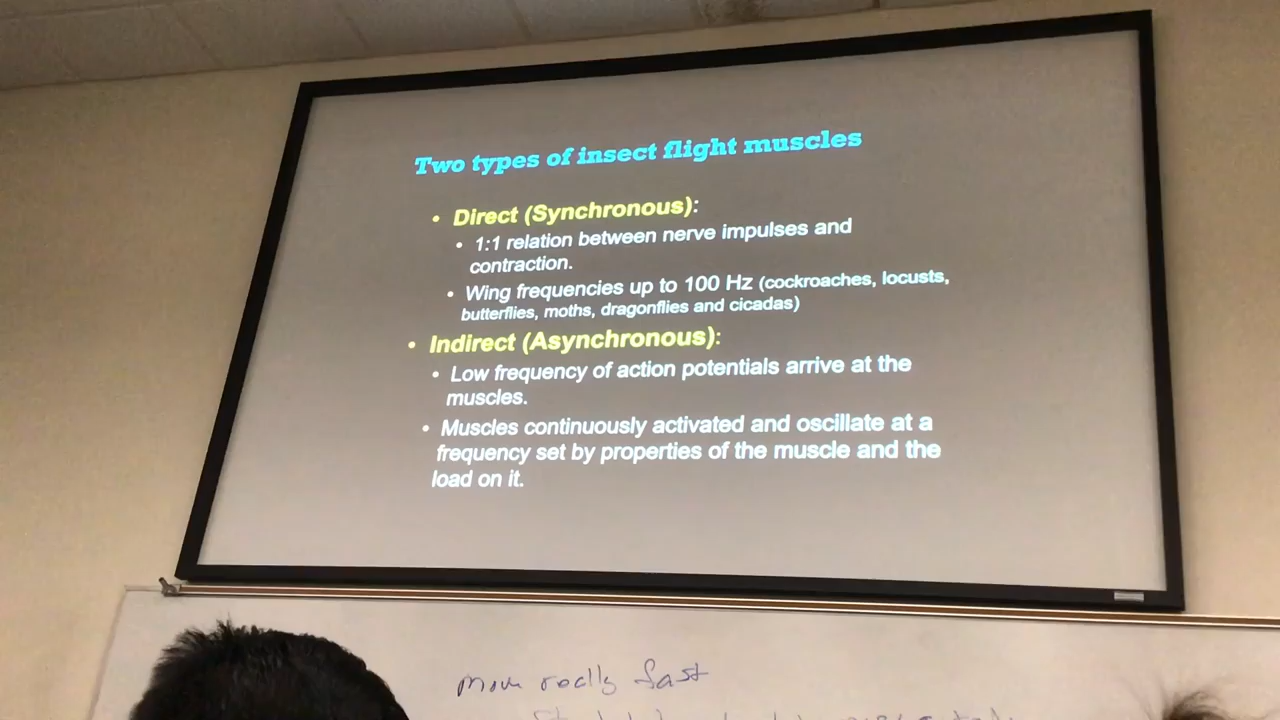 Two types of insect flight muscles
• Direct (Synchronous):
• 1:1 relation between nerve impulses and
contraction.
• Wing frequencies up to 100 Hz (cockroaches, locusts,
butterflies, moths, dragonflies and cicadas)
• Indirect (Asynchronous):
• Low frequency of action potentials arrive at the
muscles.
• Muscles continuously activated and oscillate at a
frequency set by properties of the muscle and the
load on it.
really fast